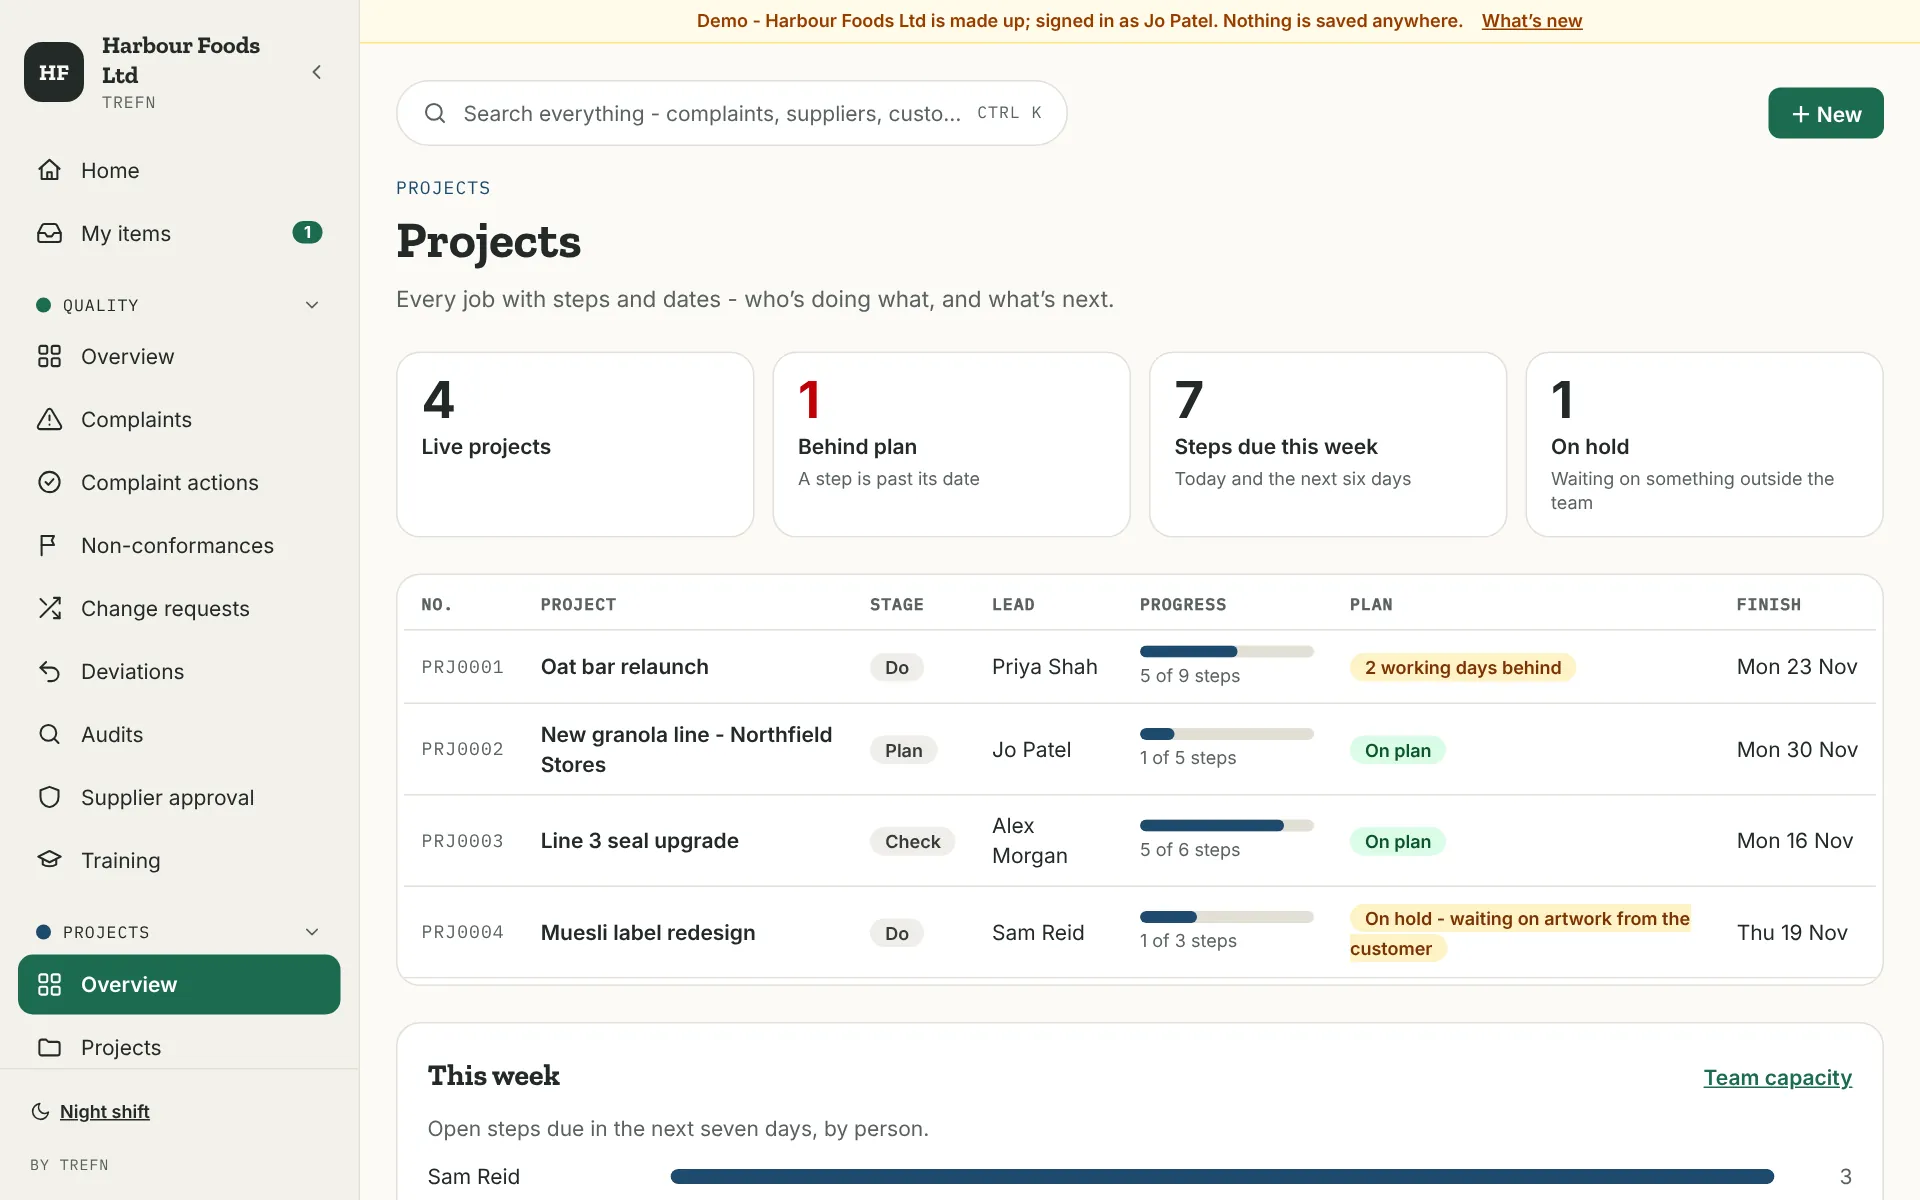 Demo - Harbour Foods Ltd is made up; signed in as Jo Patel. Nothing is saved anywhere. What's new
HF
Harbour Foods
Ltd
TREFN
Home
My items 1
QUALITY
Overview
Complaints
Complaint actions
Non-conformances
Change requests
Deviations
Audits
Supplier approval
Training
PROJECTS
Overview
Projects
Night shift
BY TREFN
Search everything - complaints, suppliers, custo... CTRL K
+ New
PROJECTS
Projects
Every job with steps and dates - who's doing what, and what's next.
4
Live projects
1
Behind plan
A step is past its date
7
Steps due this week
Today and the next six days
1
On hold
Waiting on something outside the
team
NO. PROJECT STAGE LEAD PROGRESS PLAN FINISH
PRJ0001 Oat bar relaunch Do Priya Shah 5 of 9 steps 2 working days behind Mon 23 Nov
PRJ0002 New granola line - Northfield
Stores Plan Jo Patel 1 of 5 steps On plan Mon 30 Nov
PRJ0003 Line 3 seal upgrade Check Alex
Morgan 5 of 6 steps On plan Mon 16 Nov
PRJ0004 Muesli label redesign Do Sam Reid 1 of 3 steps On hold - waiting on artwork from the
customer Thu 19 Nov
This week
Team capacity
Open steps due in the next seven days, by person.
Sam Reid 3